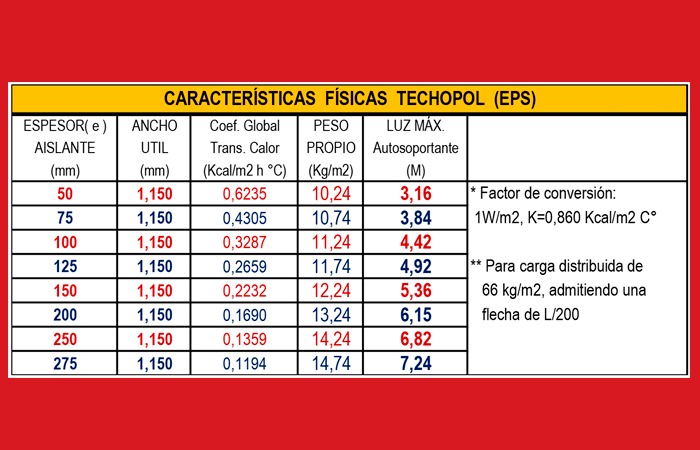 CARACTERÍSTICAS FÍSICAS TECHOPOL (EPS)
ESPESOR( e ) ANCHO Coef. Global PESO LUZ MÁX.
AISLANTE UTIL Trans. Calor PROPIO Autosoportante
(mm) (mm) (Kcal/m2 h °C) (Kg/m2) (M)
50 1,150 0,6235 10,24 3,16 * Factor de conversión:
75 1,150 0,4305 10,74 3,84 1W/m2, K=0,860 Kcal/m2 C°
100 1,150 0,3287 11,24 4,42
125 1,150 0,2659 11,74 4,92 ** Para carga distribuida de
150 1,150 0,2232 12,24 5,36 66 kg/m2, admitiendo una
200 1,150 0,1690 13,24 6,15 flecha de L/200
250 1,150 0,1359 14,24 6,82
275 1,150 0,1194 14,74 7,24